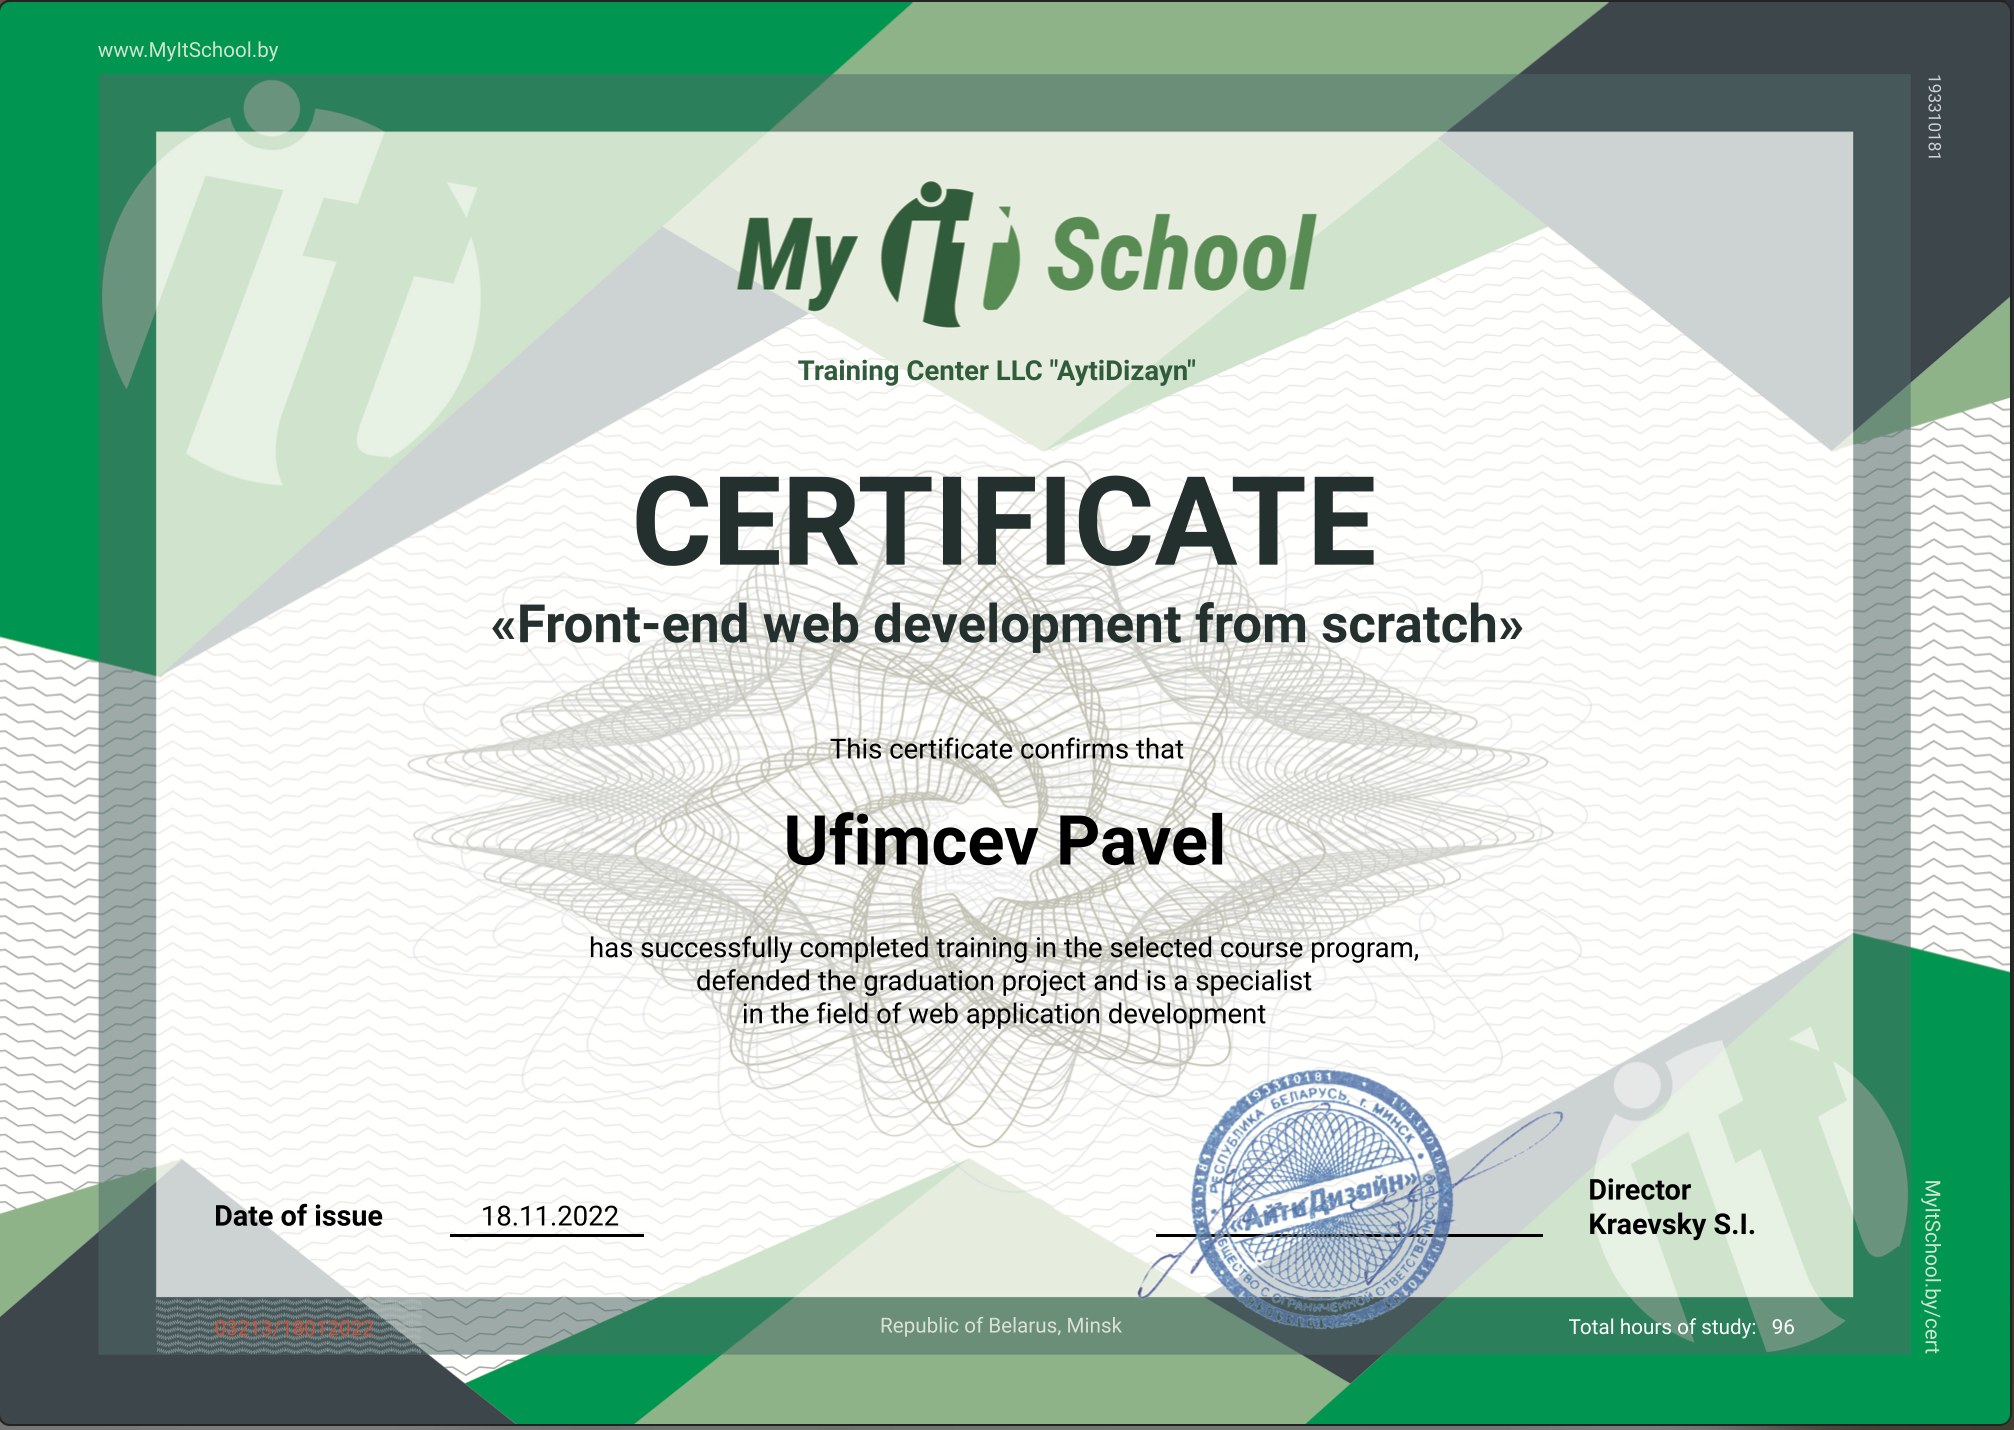 www.MyItSchool.by
193310181
My iti School
Training Center LLC "AytiDizayn"
CERTIFICATE
«Front-end web development from scratch»
This certificate confirms that
Ufimcev Pavel
has successfully completed training in the selected course program,
defended the graduation project and is a specialist
in the field of web application development
193310181 193310181 193310181
РЕСПУБЛИКА БЕЛАРУСЬ, г. МИНСК
«АйтиДизайн»
ОБЩЕСТВО С ОГРАНИЧЕННОЙ ОТВЕТСТВЕННОСТЬЮ
Date of issue 18.11.2022
Director
Kraevsky S.I.
03213/18012022
Republic of Belarus, Minsk
Total hours of study: 96
MyItSchool.by/cert